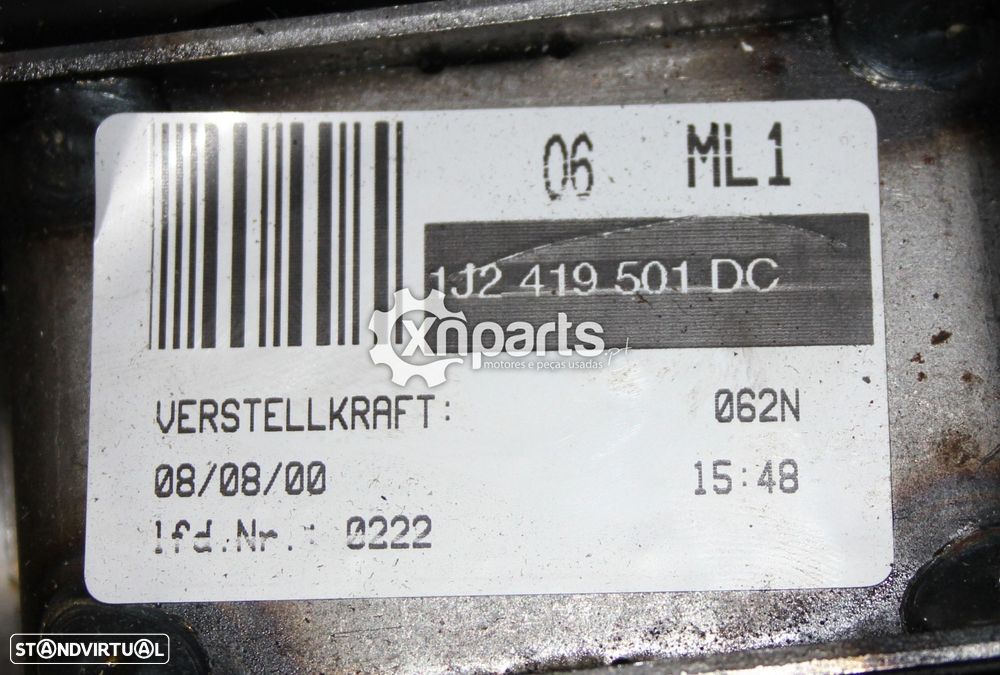 06 ML1
1J2 419 501 DC
xnparts
motores e peças usadas .pt
VERSTELLKRAFT: 062N
08/08/00 15:48
lfd.Nr.: 0222
STANDVIRTUAL